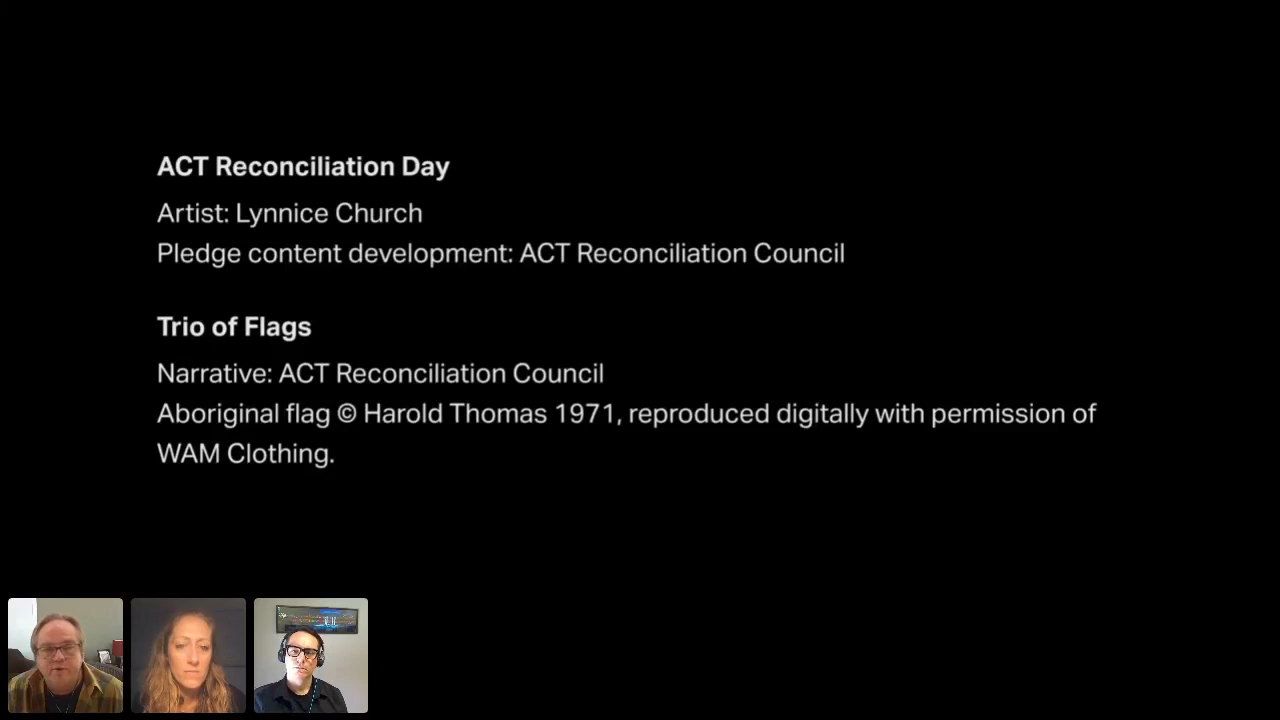 ACT Reconciliation Day
Artist: Lynnice Church
Pledge content development: ACT Reconciliation Council
Trio of Flags
Narrative: ACT Reconciliation Council
Aboriginal flag © Harold Thomas 1971, reproduced digitally with permission of
WAM Clothing.